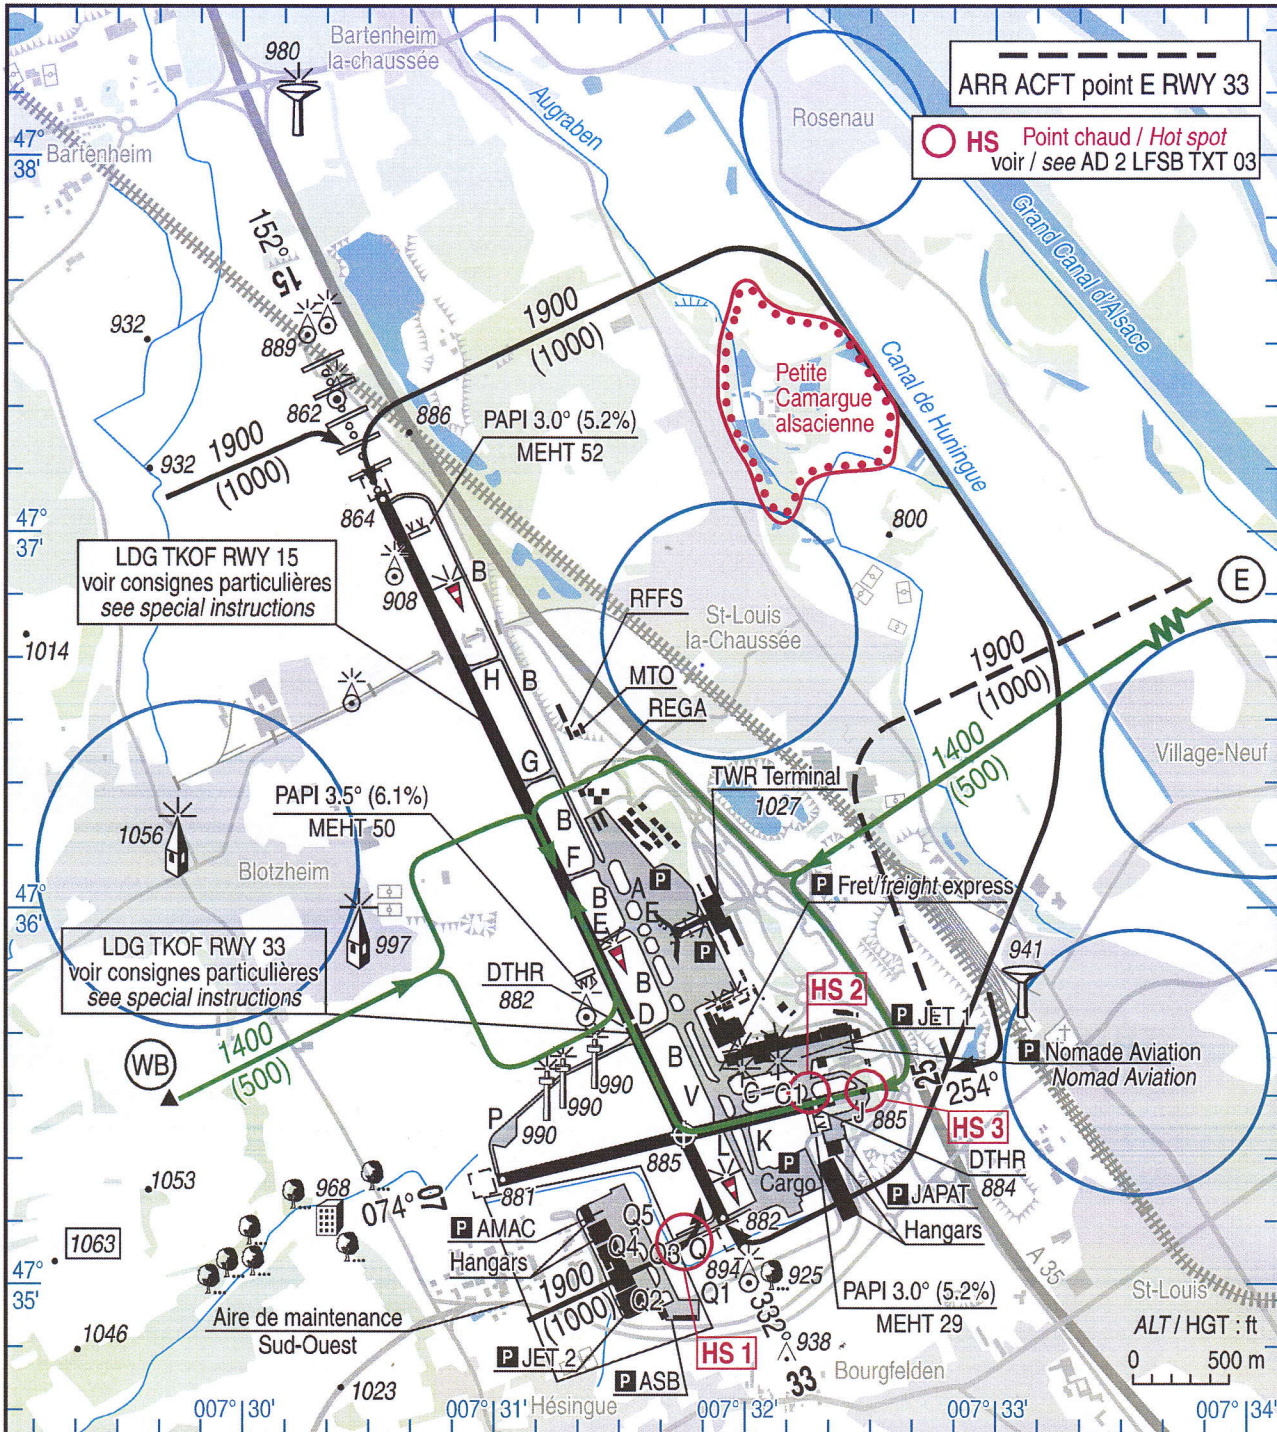 980
Bartenheim
la-chaussée
ARR ACFT point E RWY 33
HS Point chaud / Hot spot
voir / see AD 2 LFSB TXT 03
Augraben
Rosenau
47°
38'
Bartenheim
Grand Canal d'Alsace
152°
15
932
889
1900
(1000)
Petite
Camargue
alsacienne
Canal de Huningue
862
886
PAPI 3.0° (5.2%)
MEHT 52
1900
(1000)
932
864
800
47°
37'
LDG TKOF RWY 15
voir consignes particulières
see special instructions
908
B
RFFS
St-Louis
la-Chaussée
E
1014
H
B
MTO
REGA
1900
(1000)
1400
(500)
Village-Neuf
G
TWR Terminal
1027
PAPI 3.5° (6.1%)
MEHT 50
1056
B
Blotzheim
F
P
A
P Fret/freight express
47°
36'
B
E
E
997
941
LDG TKOF RWY 33
voir consignes particulières
see special instructions
P
DTHR
882
B
D
HS 2
P JET 1
B
P Nomade Aviation
Nomad Aviation
WB
1400
(500)
990
990
990
25
254°
V
C
C1
J
885
HS 3
P
885
L
K
DTHR
884
881
P
Cargo
1053
968
074°
07
882
P JAPAT
Hangars
P AMAC
Hangars
Q5
Q4
Q3
Q
1063
894
925
47°
35'
1900
(1000)
Q2
Q1
PAPI 3.0° (5.2%)
MEHT 29
A 35
St-Louis
ALT / HGT : ft
0 500 m
Aire de maintenance
Sud-Ouest
332°
33
938
1046
P JET 2
HS 1
Bourgfelden
1023
P ASB
Hésingue
007° 30'
007° 31'
007° 32'
007° 33'
007° 34'